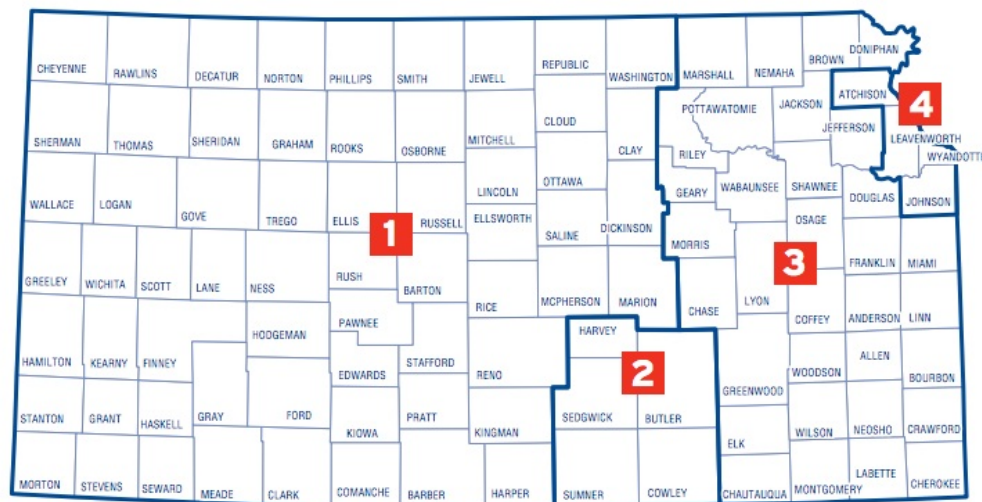 CHEYENNE
RAWLINS
DECATUR
NORTON
PHILLIPS
SMITH
JEWELL
REPUBLIC
WASHINGTON
MARSHALL
NEMAHA
BROWN
DONIPHAN
SHERMAN
THOMAS
SHERIDAN
GRAHAM
ROOKS
OSBORNE
MITCHELL
CLOUD
CLAY
RILEY
POTTAWATOMIE
JACKSON
ATCHISON
4
JEFFERSON
LEAVENWORTH
WYANDOTTE
WALLACE
LOGAN
GOVE
TREGO
ELLIS
1
RUSSELL
LINCOLN
ELLSWORTH
OTTAWA
SALINE
DICKINSON
GEARY
WABAUNSEE
SHAWNEE
DOUGLAS
JOHNSON
MORRIS
OSAGE
3
FRANKLIN
MIAMI
GREELEY
WICHITA
SCOTT
LANE
NESS
RUSH
BARTON
RICE
MCPHERSON
MARION
CHASE
LYON
COFFEY
ANDERSON
LINN
HAMILTON
KEARNY
FINNEY
HODGEMAN
PAWNEE
EDWARDS
STAFFORD
RENO
HARVEY
2
SEDGWICK
BUTLER
GREENWOOD
WOODSON
ALLEN
BOURBON
STANTON
GRANT
HASKELL
GRAY
FORD
KIOWA
PRATT
KINGMAN
ELK
WILSON
NEOSHO
CRAWFORD
MORTON
STEVENS
SEWARD
MEADE
CLARK
COMANCHE
BARBER
HARPER
SUMNER
COWLEY
CHAUTAUQUA
MONTGOMERY
LABETTE
CHEROKEE